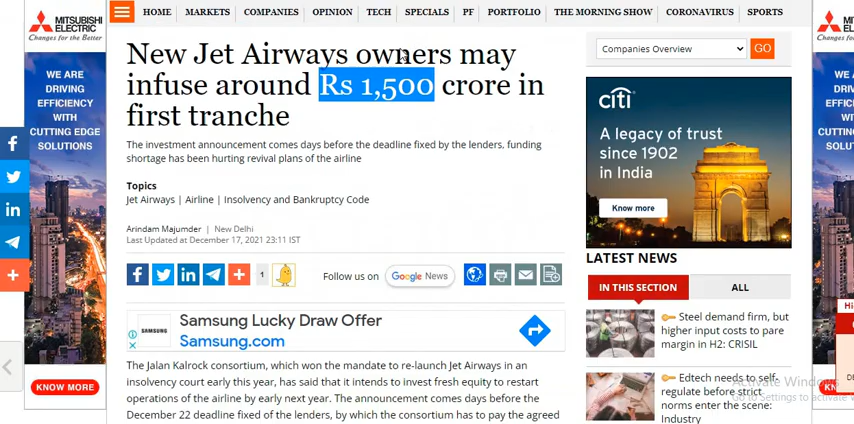 MITSUBISHI
ELECTRIC
Changes for the Better
WE ARE
DRIVING
EFFICIENCY
WITH
CUTTING EDGE
SOLUTIONS
KNOW MORE
HOME MARKETS COMPANIES OPINION TECH SPECIALS PF PORTFOLIO THE MORNING SHOW CORONAVIRUS SPORTS
New Jet Airways owners may
infuse around Rs 1,500 crore in
first tranche
The investment announcement comes days before the deadline fixed by the lenders, funding
shortage has been hurting revival plans of the airline
Topics
Jet Airways | Airline | Insolvency and Bankruptcy Code
Arindam Majumder | New Delhi
Last Updated at December 17, 2021 23:11 IST
1
Follow us on Google News
SAMSUNG
Samsung Lucky Draw Offer
Samsung.com
The Jalan Kalrock consortium, which won the mandate to re-launch Jet Airways in an
insolvency court early this year, has said that it intends to invest fresh equity to restart
operations of the airline by early next year. The announcement comes days before the
December 22 deadline fixed of the lenders, by which the consortium has to pay the agreed
Companies Overview GO
citi
A legacy of trust
since 1902
in India
Know more
LATEST NEWS
IN THIS SECTION ALL
Steel demand firm, but
higher input costs to pare
margin in H2: CRISIL
Edtech needs to self-
regulate before strict
norms enter the scene:
Industry
Activate Windows
Go to Settings to activate